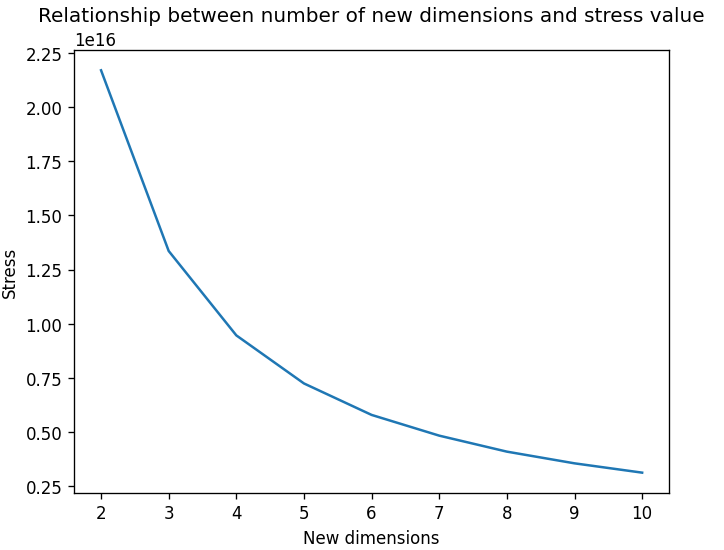 Relationship between number of new dimensions and stress value
1e16
2.25
2.00
1.75
1.50
1.25
1.00
0.75
0.50
0.25
Stress
2 3 4 5 6 7 8 9 10
New dimensions